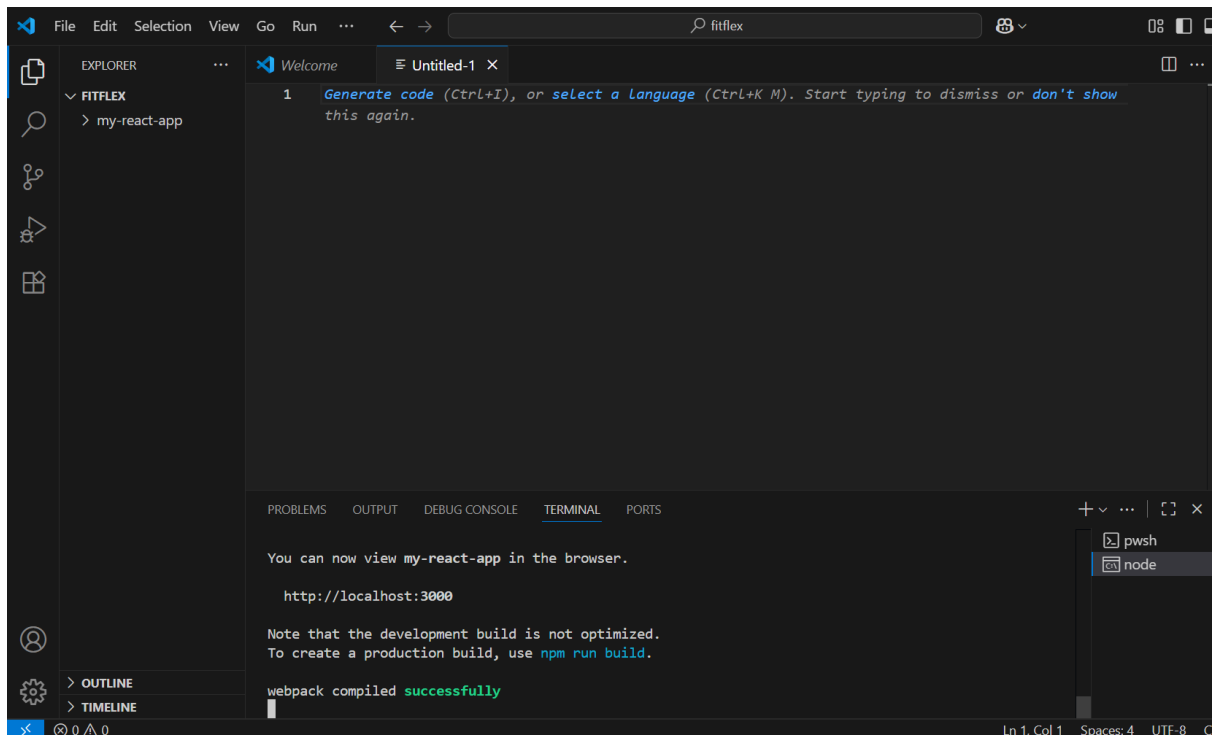 File Edit Selection View Go Run ··· fitflex
EXPLORER ···
Welcome
Untitled-1
FITFLEX
my-react-app
1 Generate code (Ctrl+I), or select a language (Ctrl+K M). Start typing to dismiss or don't show
this again.
PROBLEMS OUTPUT DEBUG CONSOLE TERMINAL PORTS
pwsh
node
You can now view my-react-app in the browser.
http://localhost:3000
Note that the development build is not optimized.
To create a production build, use npm run build.
webpack compiled successfully
OUTLINE
TIMELINE
0 0 Ln 1, Col 1 Spaces: 4 UTF-8 C